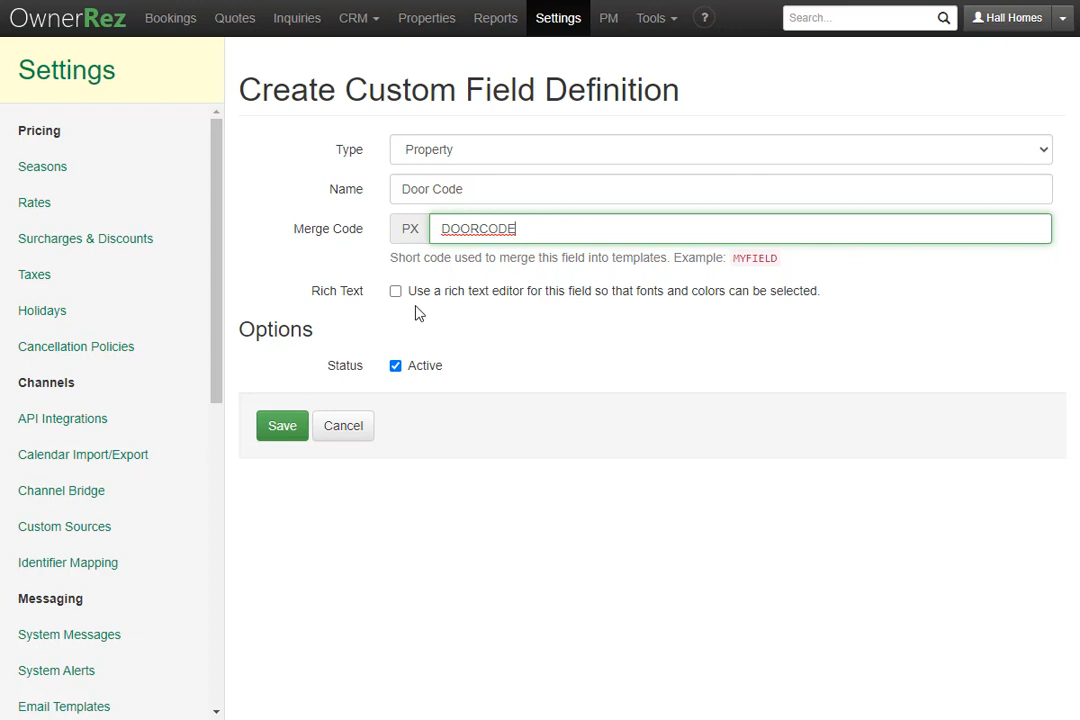 OwnerRez Bookings Quotes Inquiries CRM Properties Reports Settings PM Tools ? Search... Hall Homes
Settings
Pricing
Seasons
Rates
Surcharges & Discounts
Taxes
Holidays
Cancellation Policies
Channels
API Integrations
Calendar Import/Export
Channel Bridge
Custom Sources
Identifier Mapping
Messaging
System Messages
System Alerts
Email Templates
Create Custom Field Definition
Type Property
Name Door Code
Merge Code PX DOORCODE
Short code used to merge this field into templates. Example: MYFIELD
Rich Text Use a rich text editor for this field so that fonts and colors can be selected.
Options
Status Active
Save Cancel